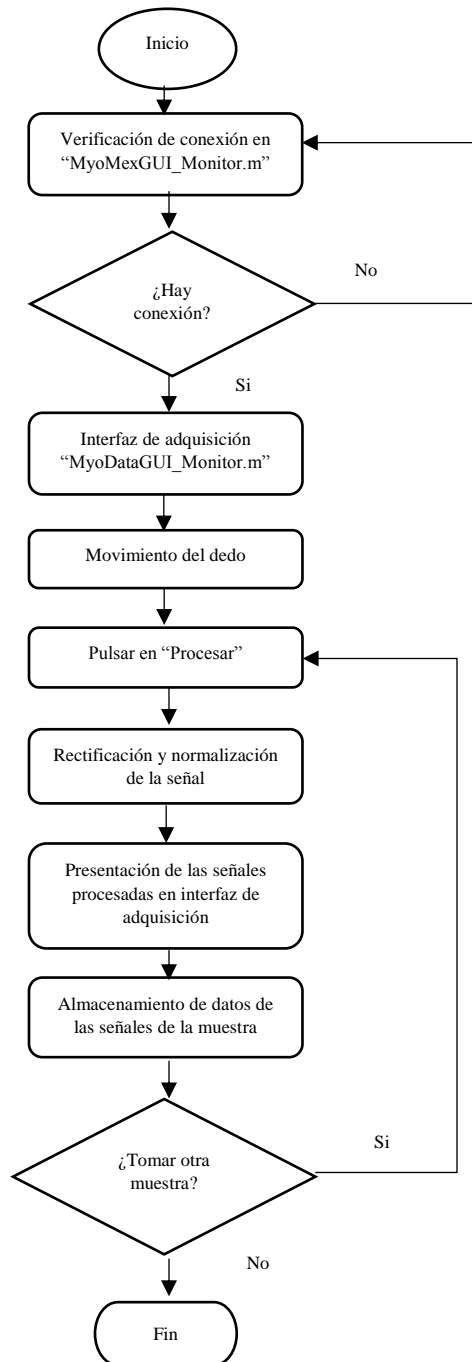 Inicio
Verificación de conexión en
“MyoMexGUI_Monitor.m”
¿Hay
conexión?
No
Si
Interfaz de adquisición
“MyoDataGUI_Monitor.m”
Movimiento del dedo
Pulsar en “Procesar”
Rectificación y normalización
de la señal
Presentación de las señales
procesadas en interfaz de
adquisición
Almacenamiento de datos de
las señales de la muestra
¿Tomar otra
muestra?
Si
No
Fin